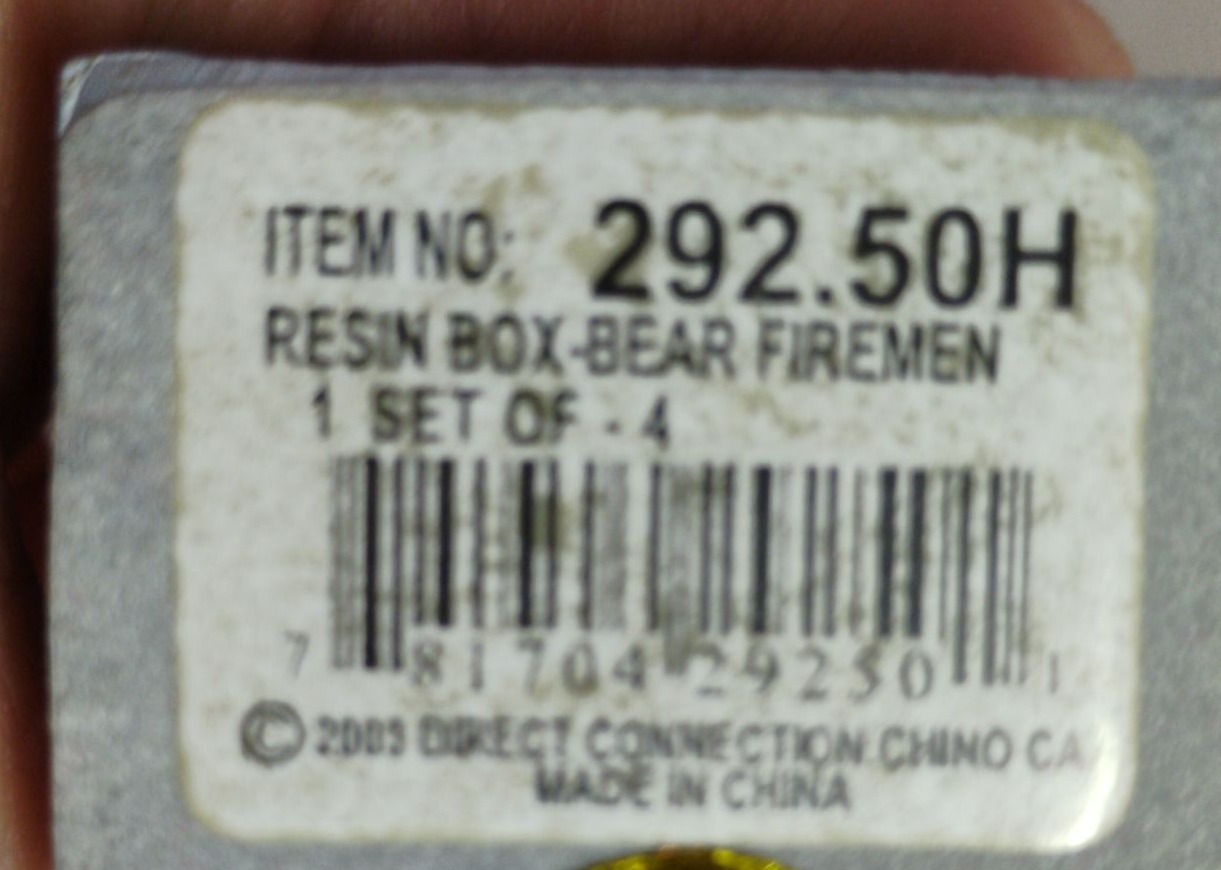 ITEM NO: 292.50H
RESIN BOX-BEAR FIREMEN
1 SET OF - 4
7 81704 29250 1
© 2003 DIRECT CONNECTION CHINO CA
MADE IN CHINA